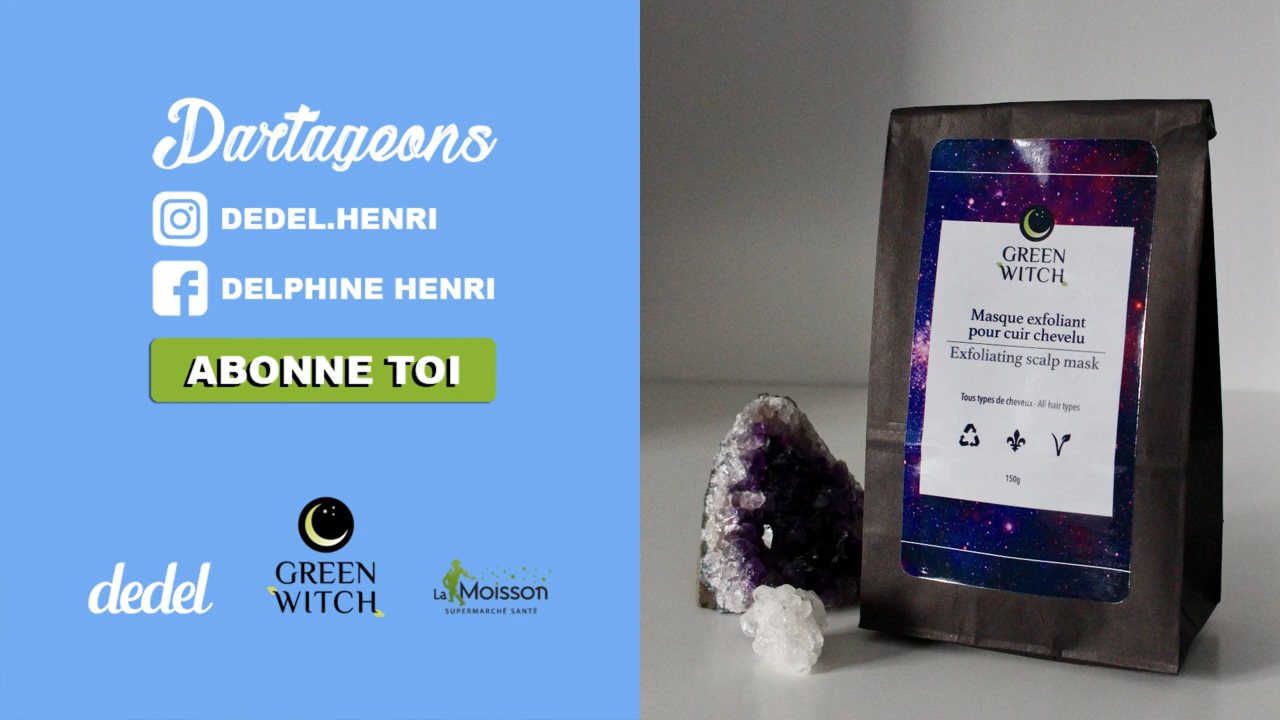 Dartageons
DEDEL.HENRI
DELPHINE HENRI
ABONNE TOI
dedel
GREEN
WITCH
La Moisson
SUPERMARCHÉ SANTÉ
GREEN
WITCH
Masque exfoliant
pour cuir chevelu
Exfoliating scalp mask
Tous types de cheveux · All hair types
150g